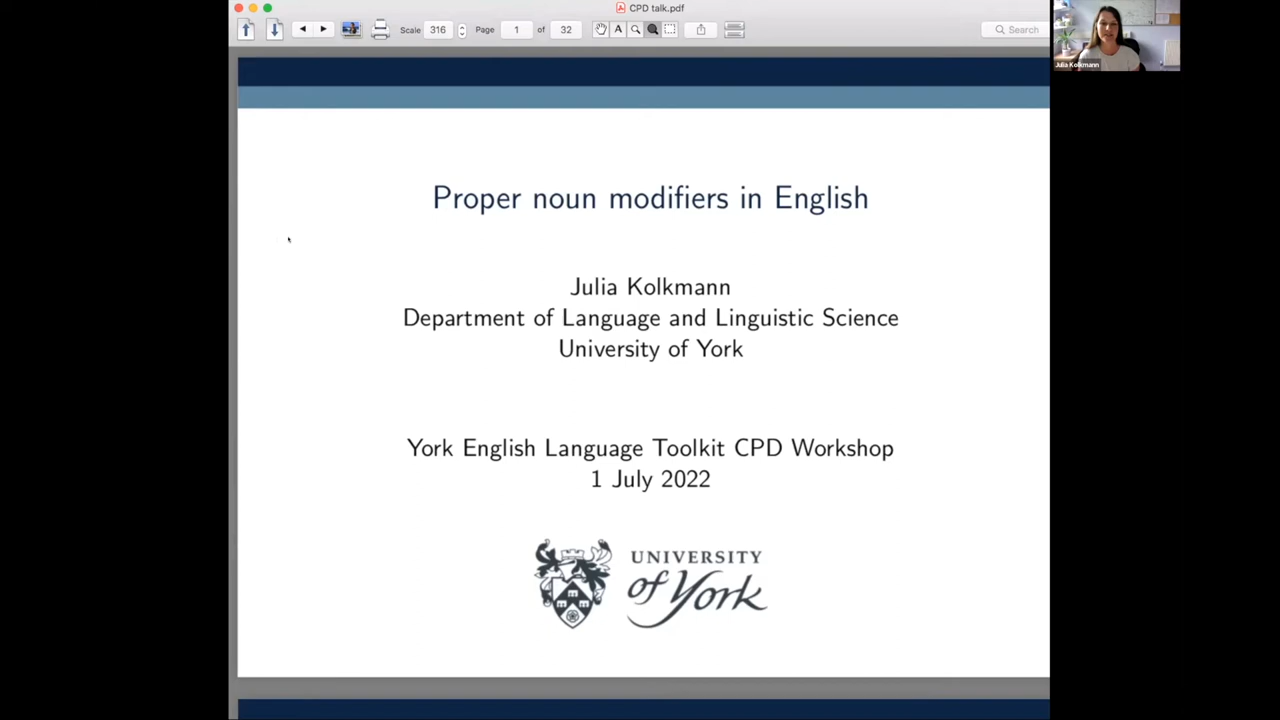 CPD talk.pdf
Scale 316 Page 1 of 32 A Search
Julia Kolkmann
Proper noun modifiers in English
Julia Kolkmann
Department of Language and Linguistic Science
University of York
York English Language Toolkit CPD Workshop
1 July 2022
UNIVERSITY
of York